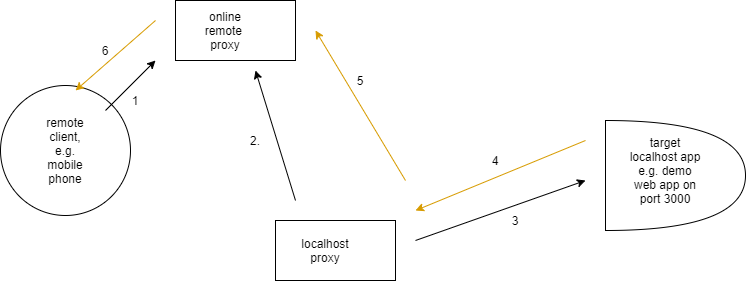 online
remote
proxy
6
1
remote
client,
e.g.
mobile
phone
2.
5
4
target
localhost app
e.g. demo
web app on
port 3000
3
localhost
proxy